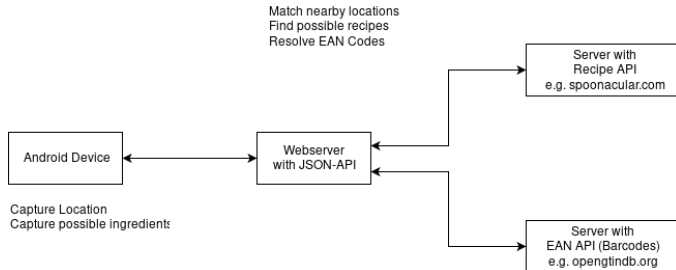 Match nearby locations
Find possible recipes
Resolve EAN Codes
Server with
Recipe API
e.g. spoonacular.com
Android Device
Webserver
with JSON-API
Capture Location
Capture possible ingredients
Server with
EAN API (Barcodes)
e.g. opengtindb.org